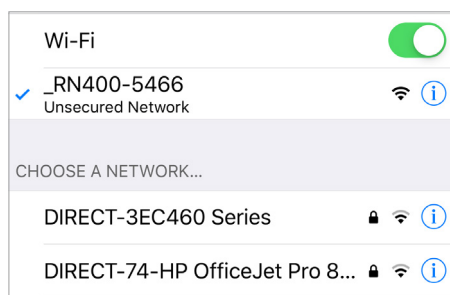 Wi-Fi
_RN400-5466
Unsecured Network
CHOOSE A NETWORK...
DIRECT-3EC460 Series
DIRECT-74-HP OfficeJet Pro 8...